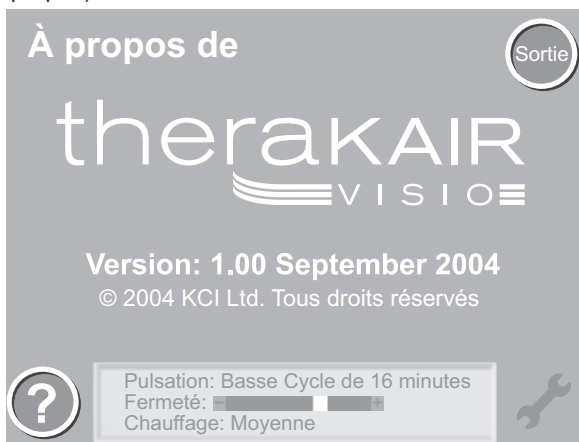 À propos de
Sortie
theraKAIR
VISIO
Version: 1.00 September 2004
© 2004 KCI Ltd. Tous droits réservés
?
Pulsation: Basse Cycle de 16 minutes
Fermeté: - +
Chauffage: Moyenne